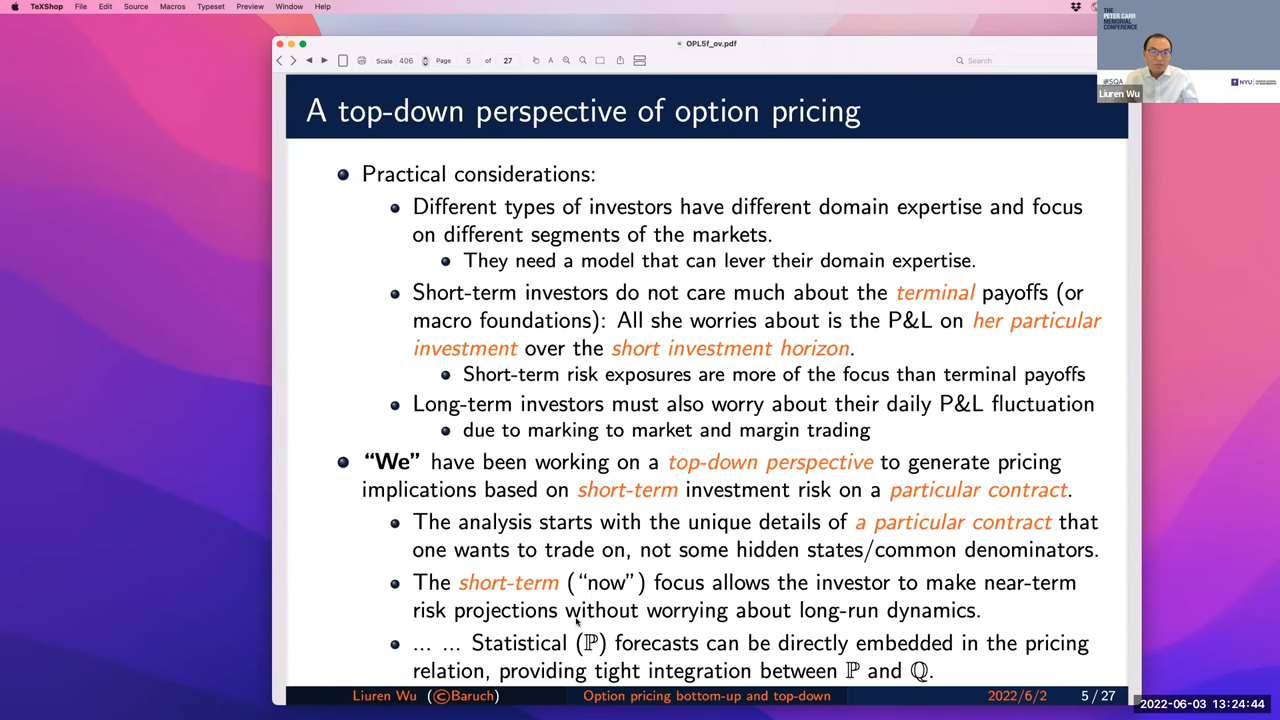 TeXShop File Edit Source Macros Typeset Preview Window Help
THE
PETER CARR
MEMORIAL
CONFERENCE
OPL5f_ov.pdf
Scale 406 Page 5 of 27 Search
SQA NYU
Liuren Wu
A top-down perspective of option pricing
Practical considerations:
Different types of investors have different domain expertise and focus
on different segments of the markets.
They need a model that can lever their domain expertise.
Short-term investors do not care much about the terminal payoffs (or
macro foundations): All she worries about is the P&L on her particular
investment over the short investment horizon.
Short-term risk exposures are more of the focus than terminal payoffs
Long-term investors must also worry about their daily P&L fluctuation
due to marking to market and margin trading
“We” have been working on a top-down perspective to generate pricing
implications based on short-term investment risk on a particular contract.
The analysis starts with the unique details of a particular contract that
one wants to trade on, not some hidden states/common denominators.
The short-term (“now”) focus allows the investor to make near-term
risk projections without worrying about long-run dynamics.
... ... Statistical (ℙ) forecasts can be directly embedded in the pricing
relation, providing tight integration between ℙ and ℚ.
Liuren Wu (©Baruch) Option pricing bottom-up and top-down 2022/6/2 5 / 27
2022-06-03 13:24:44